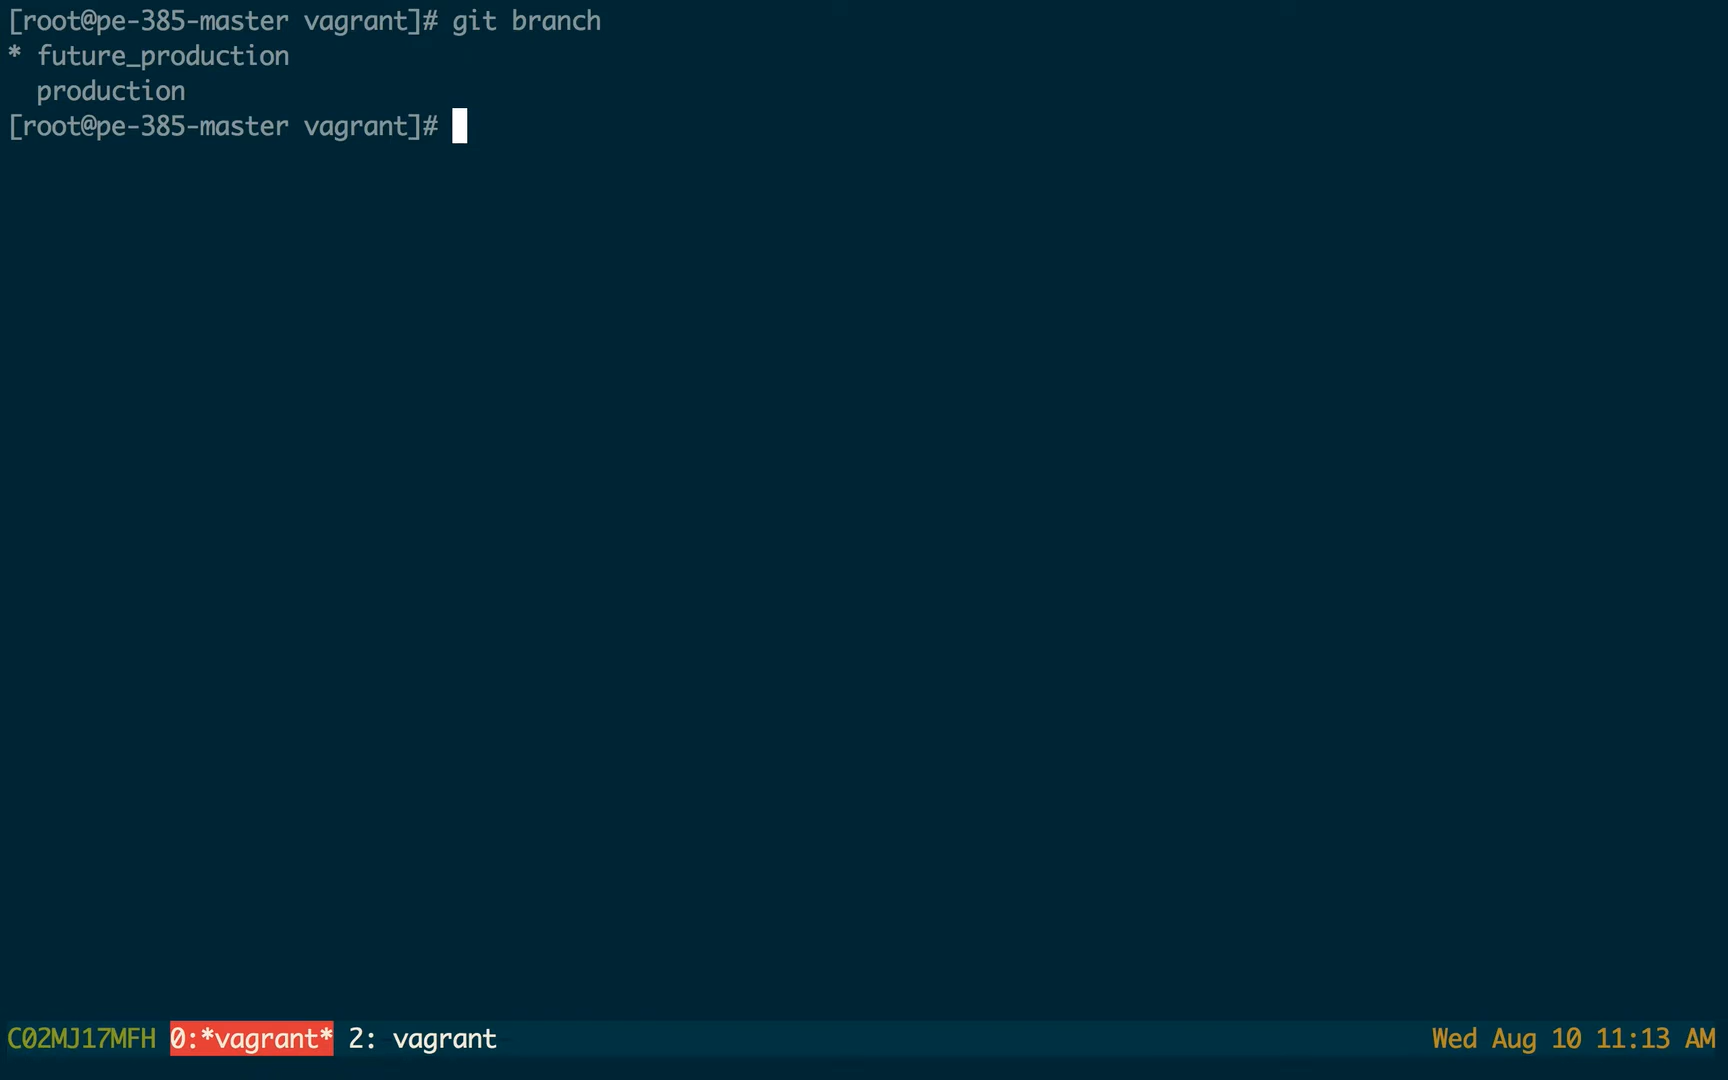 [root@pe-385-master vagrant]# git branch
* future_production
  production
[root@pe-385-master vagrant]#
C02MJ17MFH 0:*vagrant* 2: vagrant Wed Aug 10 11:13 AM